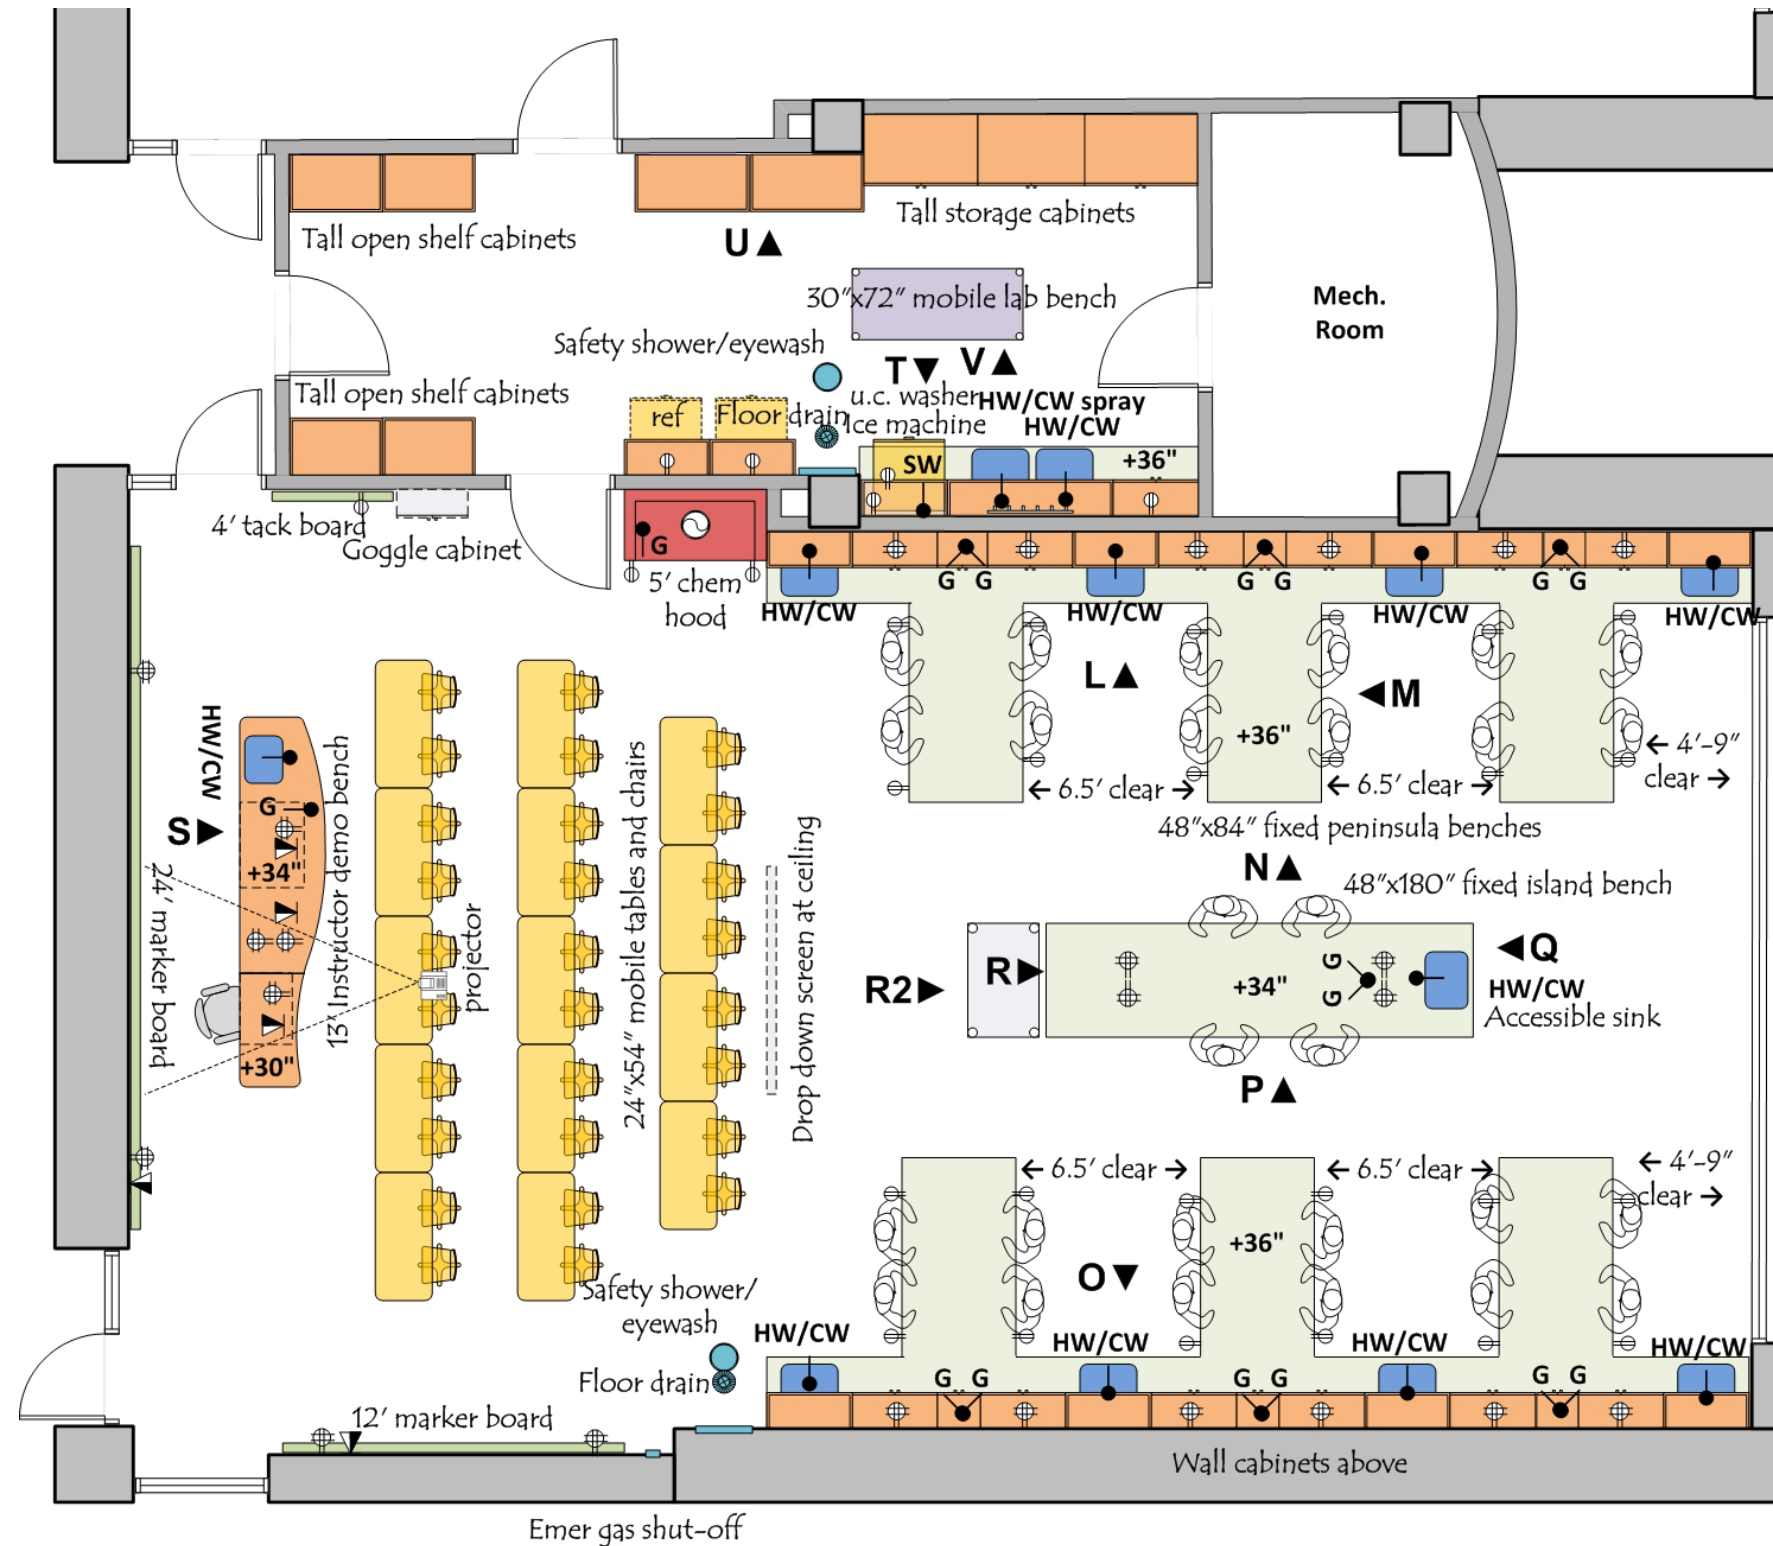 Tall open shelf cabinets
U
Tall storage cabinets
30"x72" mobile lab bench
Mech.
Room
Safety shower/eyewash
T
V
Tall open shelf cabinets
ref
Floor drain
u.c. washer
Ice machine
HW/CW spray
HW/CW
SW
+36"
4' tack board
Goggle cabinet
G
5' chem
hood
G G
G G
G G
HW/CW
HW/CW
HW/CW
HW/CW
L
M
+36"
← 4'-9"
clear →
← 6.5' clear →
← 6.5' clear →
48"x84" fixed peninsula benches
HW/CW
G
S
+34"
+30"
24' marker board
13' Instructor demo bench
projector
24"x54" mobile tables and chairs
Drop down screen at ceiling
N
48"x180" fixed island bench
R2
R
+34"
G
G
Q
HW/CW
Accessible sink
P
← 6.5' clear →
← 6.5' clear →
← 4'-9"
clear →
+36"
O
Safety shower/
eyewash
Floor drain
HW/CW
HW/CW
HW/CW
HW/CW
G G
G G
G G
12' marker board
Wall cabinets above
Emer gas shut-off